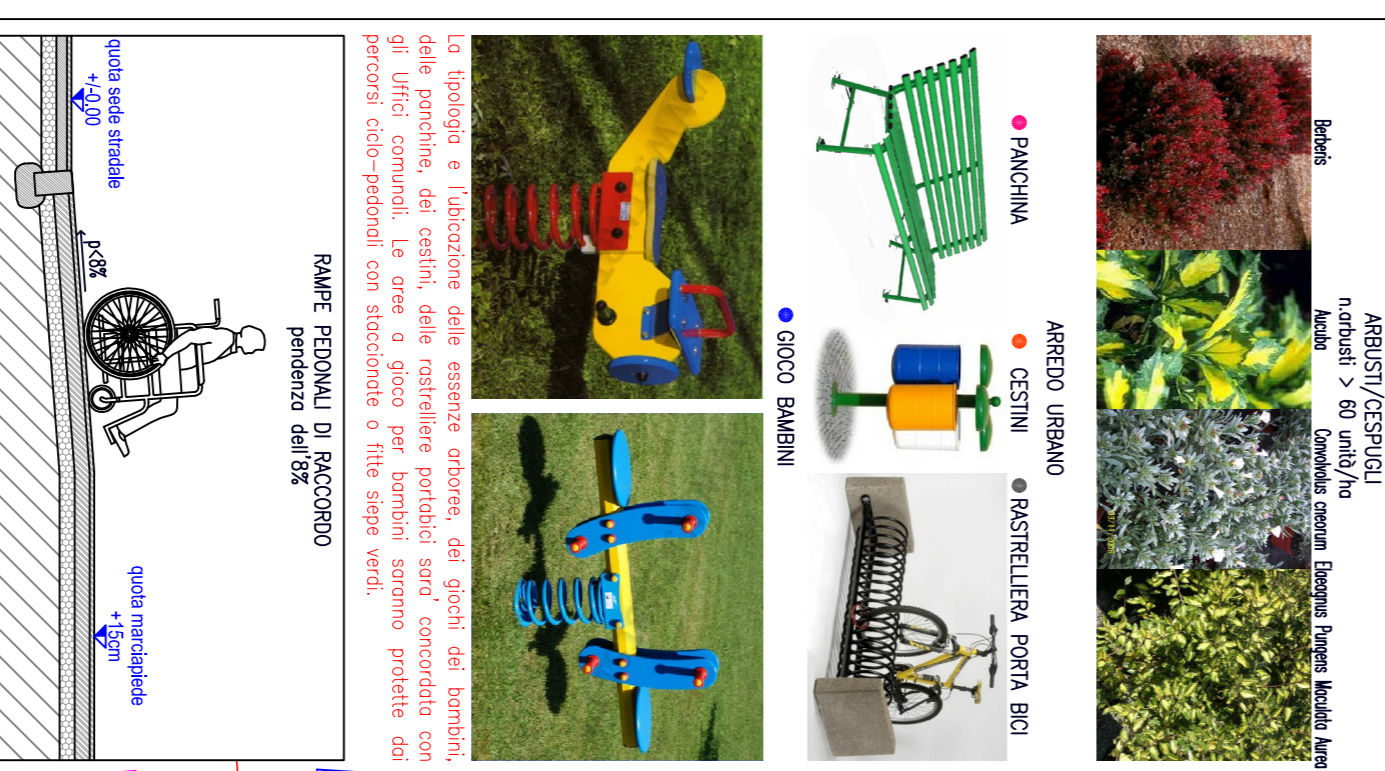 ARBUSTI/CESPUGLI
n.arbusti > 60 unità/ha
Berberis
Aucuba
Convolvolus cneorum
Elaeagnus Pungens Maculata Aurea
ARREDO URBANO
PANCHINA
CESTINI
RASTRELLIERA PORTA BICI
GIOCO BAMBINI
La tipologia e l'ubicazione delle essenze arboree, dei giochi dei bambini,
delle panchine, dei cestini, delle rastrelliere portabici sara' concordata con
gli Uffici comunali. Le aree a gioco per bambini saranno protette dai
percorsi ciclo-pedonali con staccionate o fitte siepe verdi.
RAMPE PEDONALI DI RACCORDO
pendenza dell'8%
p<8%
quota sede stradale
+/-0.00
quota marciapiede
+15cm